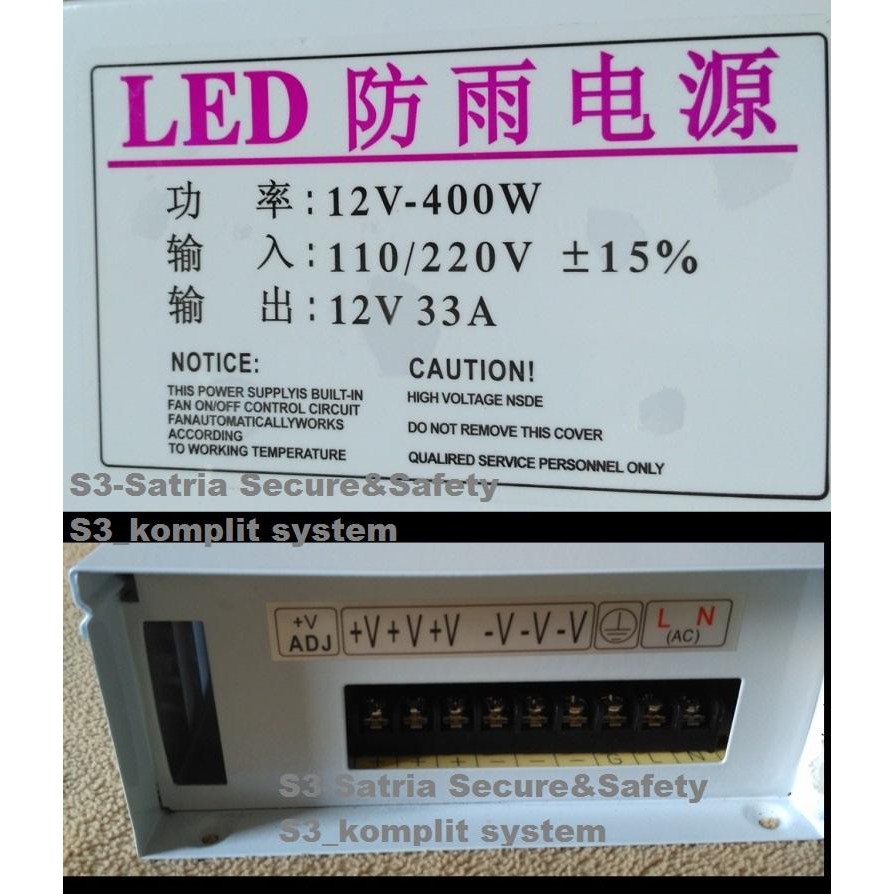 LED 防雨电源
功 率:12V-400W
输 入:110/220V ±15%
输 出:12V 33A
NOTICE:
THIS POWER SUPPLYIS BUILT-IN
FAN ON/OFF CONTROL CIRCUIT
FANAUTOMATICALLYWORKS
ACCORDING
TO WORKING TEMPERATURE
CAUTION!
HIGH VOLTAGE NSDE
DO NOT REMOVE THIS COVER
QUALIRED SERVICE PERSONNEL ONLY
S3-Satria Secure&Safety
S3_komplit system
+V ADJ
+V+V+V -V-V-V
L N
(AC)
+ + + - - - G L N
S3-Satria Secure&Safety
S3_komplit system